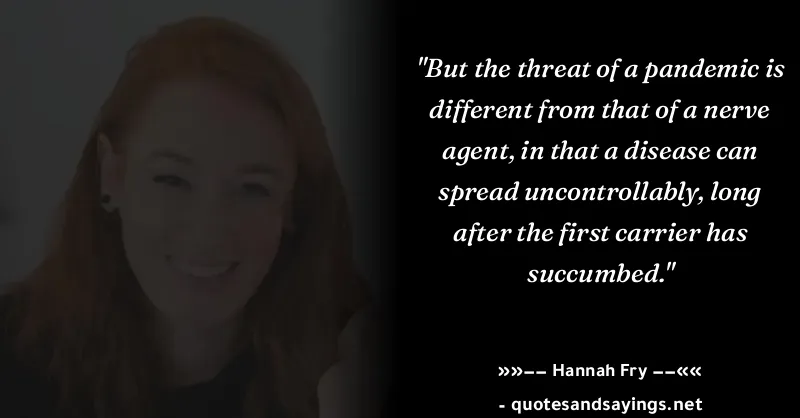 "But the threat of a pandemic is
different from that of a nerve
agent, in that a disease can
spread uncontrollably, long
after the first carrier has
succumbed."
»»–– Hannah Fry ––««
- quotesandsayings.net